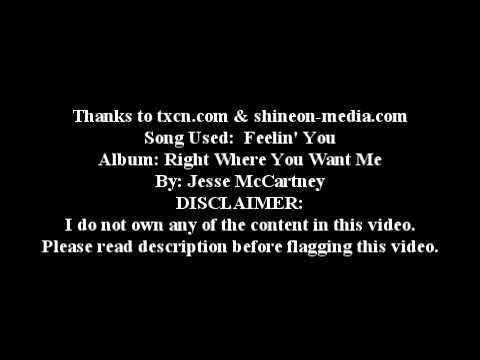 Thanks to txcn.com & shineon-media.com
Song Used:  Feelin' You
Album: Right Where You Want Me
By: Jesse McCartney
DISCLAIMER:
I do not own any of the content in this video.
Please read description before flagging this video.